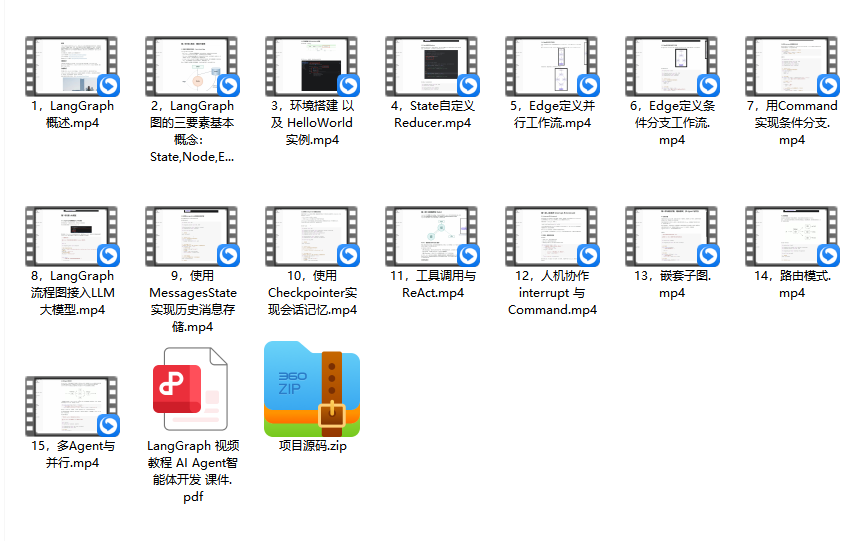 1，LangGraph
概述.mp4
2，LangGraph
图的三要素基本
概念：
State,Node,E...
3，环境搭建 以
及 HelloWorld
实例.mp4
4，State自定义
Reducer.mp4
5，Edge定义并
行工作流.mp4
6，Edge定义条
件分支工作流.
mp4
7，用Command
实现条件分支.
mp4
8，LangGraph
流程图接入LLM
大模型.mp4
9，使用
MessagesState
实现历史消息存
储.mp4
10，使用
Checkpointer实
现会话记忆.mp4
11，工具调用与
ReAct.mp4
12，人机协作
interrupt 与
Command.mp4
13，嵌套子图.
mp4
14，路由模式.
mp4
15，多Agent与
并行.mp4
LangGraph 视频
教程 AI Agent智
能体开发 课件.
pdf
360
ZIP
项目源码.zip